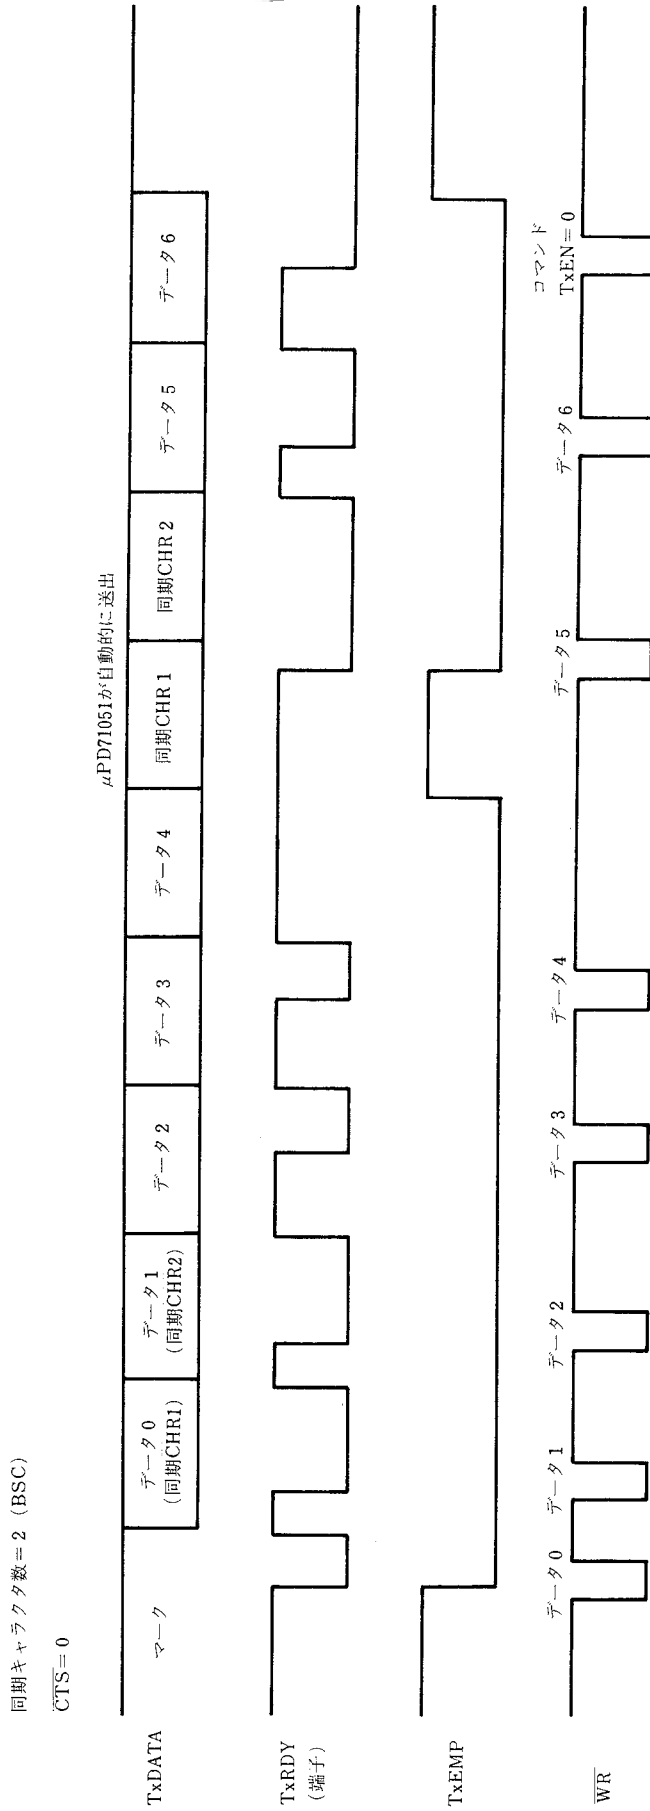 同期キャラクタ数=2 (BSC)
CTS=0
μPD71051が自動的に送出
TxDATA
マーク
データ0
(同期CHR1)
データ1
(同期CHR2)
データ2
データ3
データ4
同期CHR1
同期CHR2
データ5
データ6
TxRDY
(端子)
TxEMP
WR
データ0
データ1
データ2
データ3
データ4
データ5
データ6
コマンド
TxEN=0